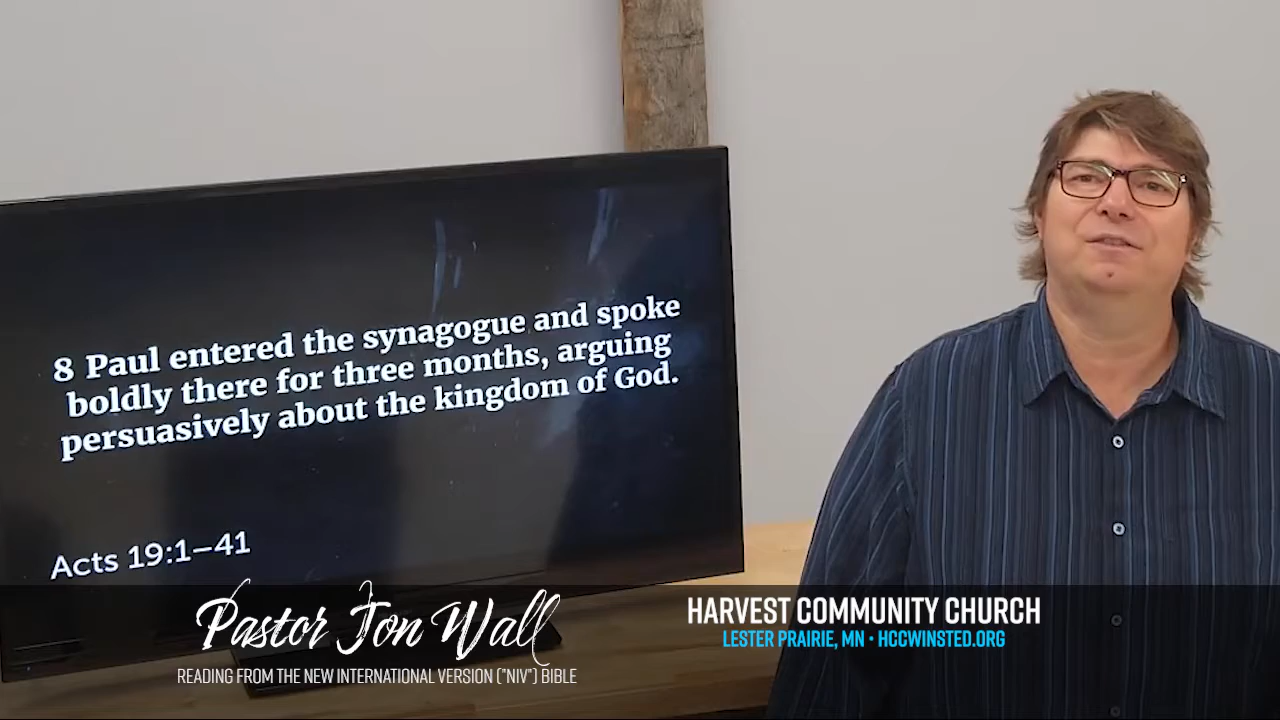 8 Paul entered the synagogue and spoke
boldly there for three months, arguing
persuasively about the kingdom of God.
Acts 19:1–41
Pastor Jon Wall
READING FROM THE NEW INTERNATIONAL VERSION ("NIV") BIBLE
HARVEST COMMUNITY CHURCH
LESTER PRAIRIE, MN • HCCWINSTED.ORG